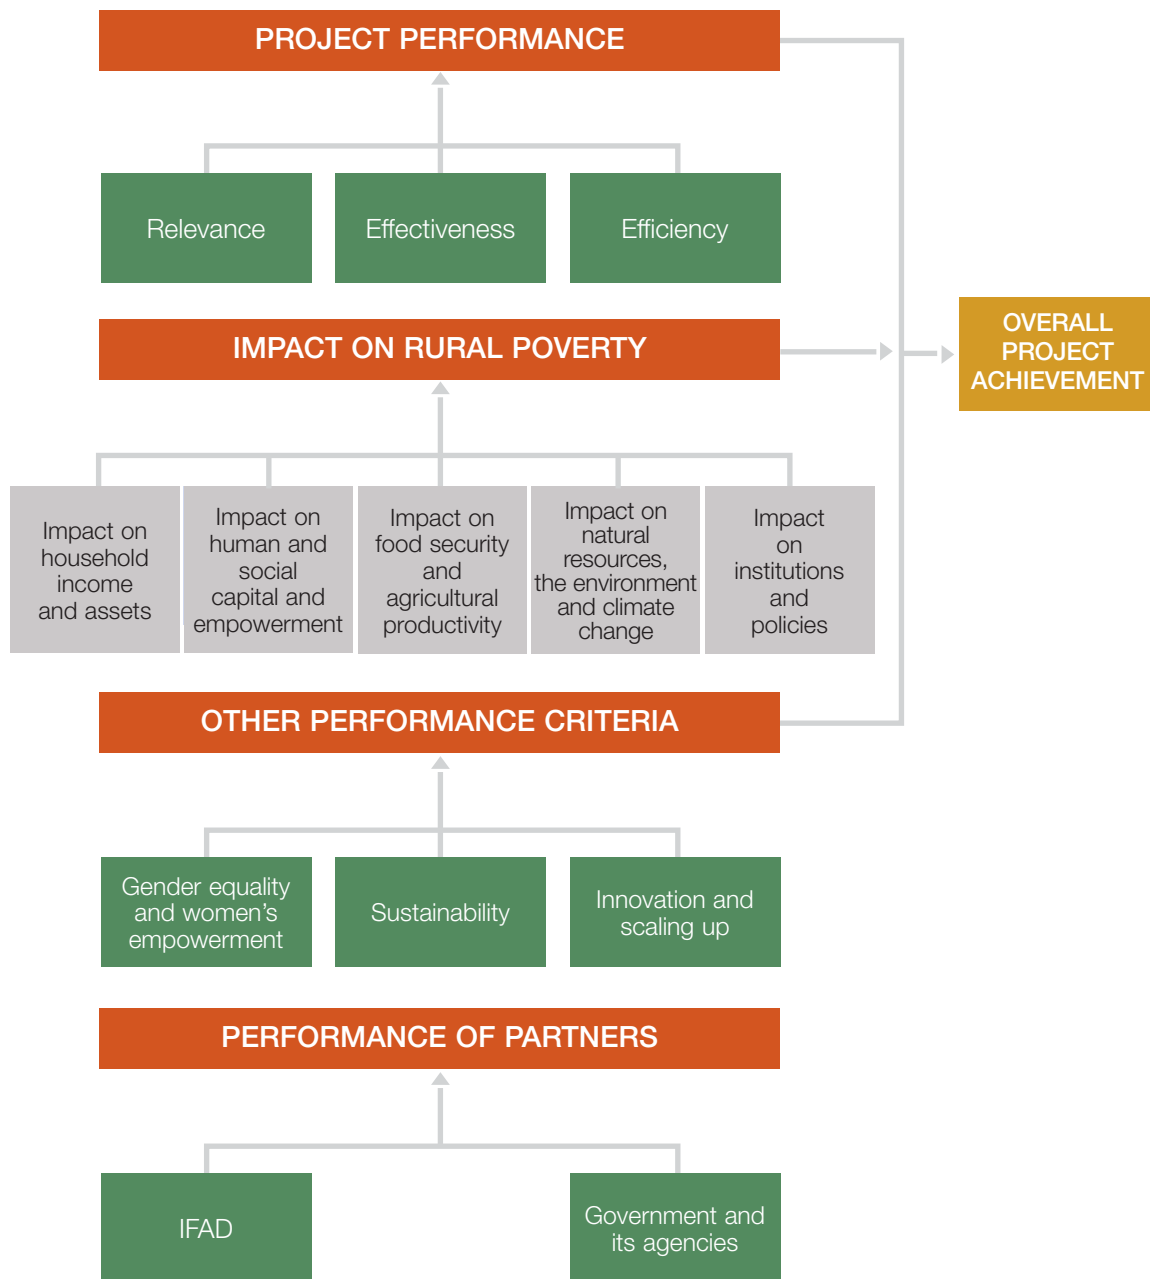 PROJECT PERFORMANCE
Relevance
Effectiveness
Efficiency
IMPACT ON RURAL POVERTY
OVERALL
PROJECT
ACHIEVEMENT
Impact on
household
income
and assets
Impact on
human and
social
capital and
empowerment
Impact on
food security
and
agricultural
productivity
Impact on
natural
resources,
the environment
and climate
change
Impact
on
institutions
and
policies
OTHER PERFORMANCE CRITERIA
Gender equality
and women’s
empowerment
Sustainability
Innovation and
scaling up
PERFORMANCE OF PARTNERS
IFAD
Government and
its agencies